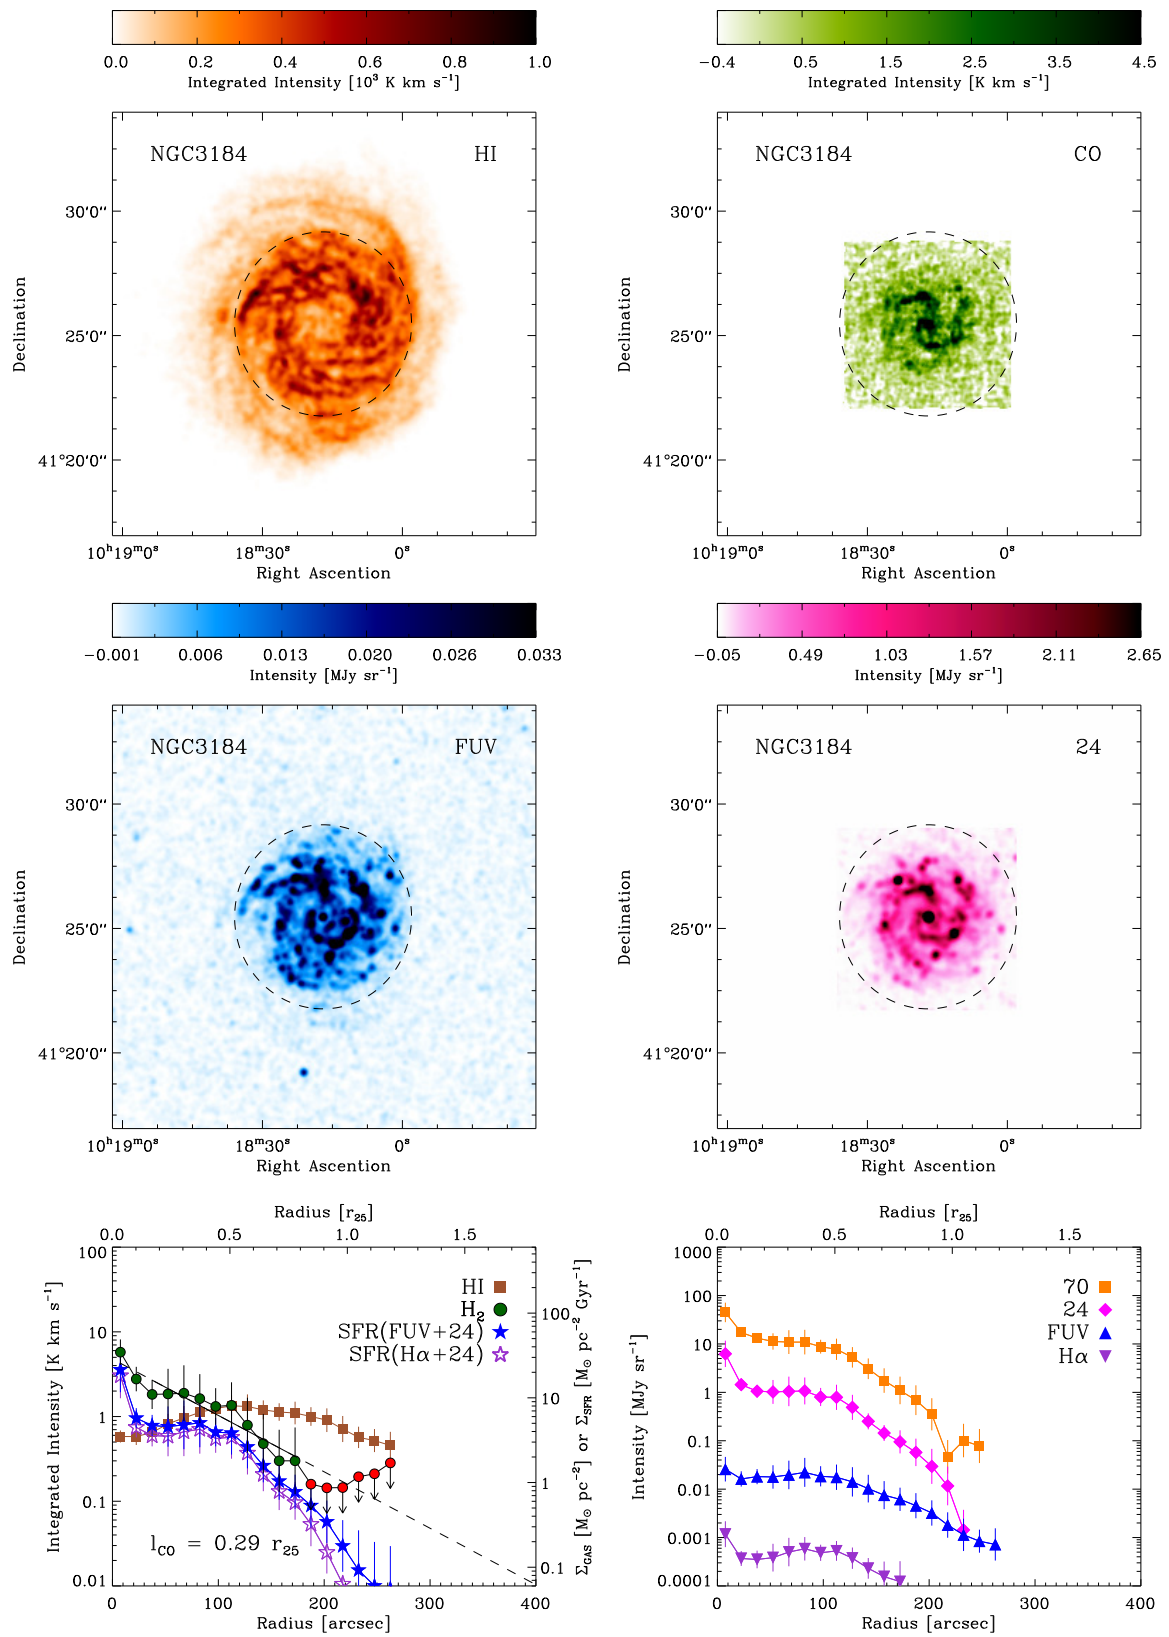 0.0 0.2 0.4 0.6 0.8 1.0
Integrated Intensity [10³ K km s⁻¹]
−0.4 0.5 1.5 2.5 3.5 4.5
Integrated Intensity [K km s⁻¹]
NGC3184 HI
30'0''
25'0''
41°20'0''
Declination
10ʰ19ᵐ0ˢ 18ᵐ30ˢ 0ˢ
Right Ascention
NGC3184 CO
30'0''
25'0''
41°20'0''
Declination
10ʰ19ᵐ0ˢ 18ᵐ30ˢ 0ˢ
Right Ascention
−0.001 0.006 0.013 0.020 0.026 0.033
Intensity [MJy sr⁻¹]
−0.05 0.49 1.03 1.57 2.11 2.65
Intensity [MJy sr⁻¹]
NGC3184 FUV
30'0''
25'0''
41°20'0''
Declination
10ʰ19ᵐ0ˢ 18ᵐ30ˢ 0ˢ
Right Ascention
NGC3184 24
30'0''
25'0''
41°20'0''
Declination
10ʰ19ᵐ0ˢ 18ᵐ30ˢ 0ˢ
Right Ascention
Radius [r₂₅]
0.0 0.5 1.0 1.5
100
10
1
0.1
0.01
Integrated Intensity [K km s⁻¹]
HI
H₂
SFR(FUV+24)
SFR(Hα+24)
l_CO = 0.29 r₂₅
100
10
1
0.1
Σ_GAS [M⊙ pc⁻²] or Σ_SFR [M⊙ pc⁻² Gyr⁻¹]
0 100 200 300 400
Radius [arcsec]
Radius [r₂₅]
0.0 0.5 1.0 1.5
1000
100
10
1
0.1
0.01
0.001
0.0001
Intensity [MJy sr⁻¹]
70
24
FUV
Hα
0 100 200 300 400
Radius [arcsec]